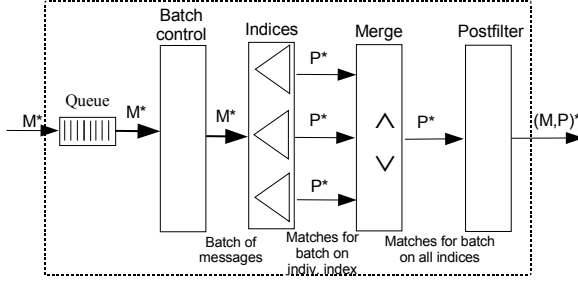 Batch
control
Indices
Merge
Postfilter
Queue
M*
M*
M*
P*
P*
P*
∧
∨
P*
(M,P)*
Batch of
messages
Matches for
batch on
indiv. index
Matches for batch
on all indices